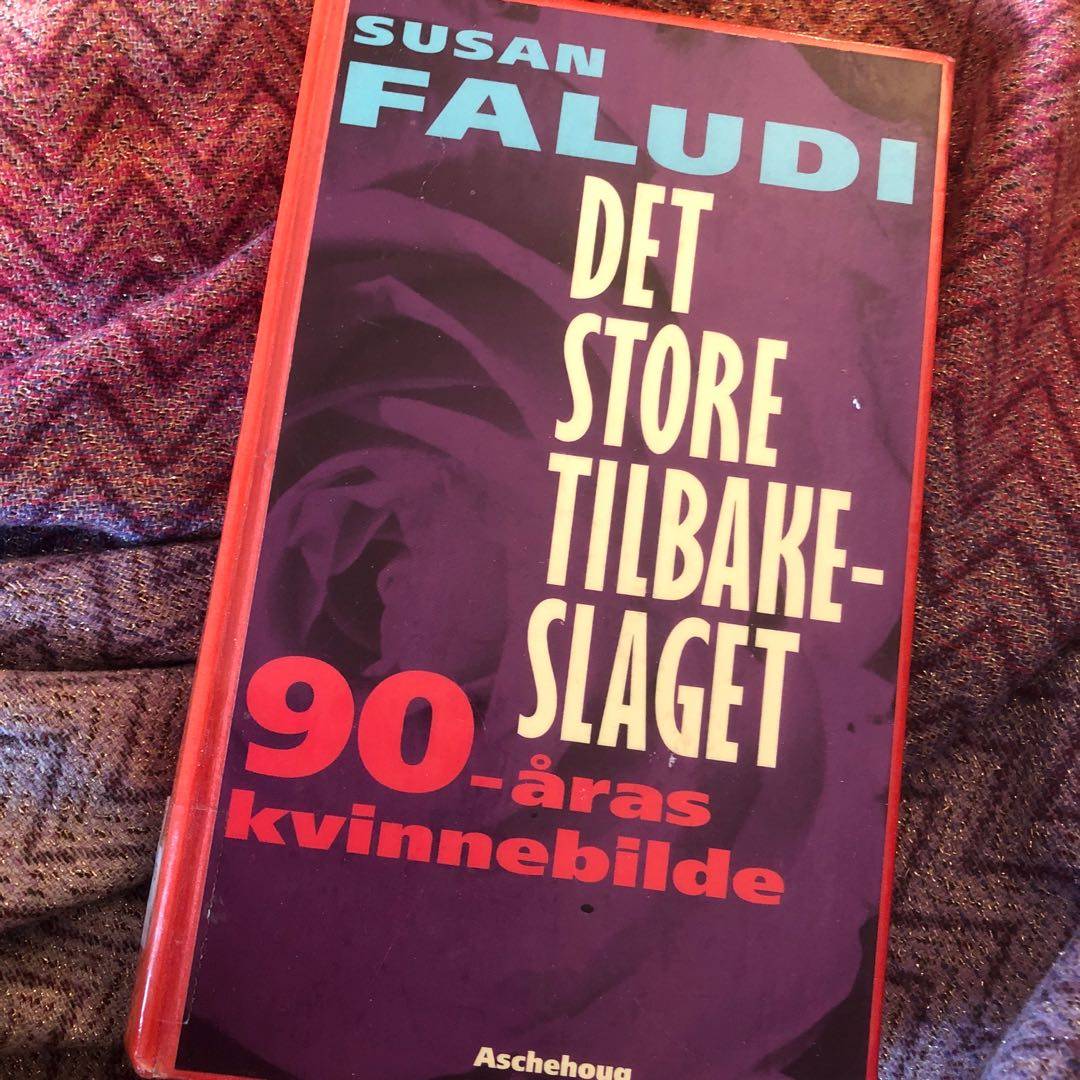 SUSAN
FALUDI
DET
STORE
TILBAKE-
SLAGET
90-åras
kvinnebilde
Aschehoug